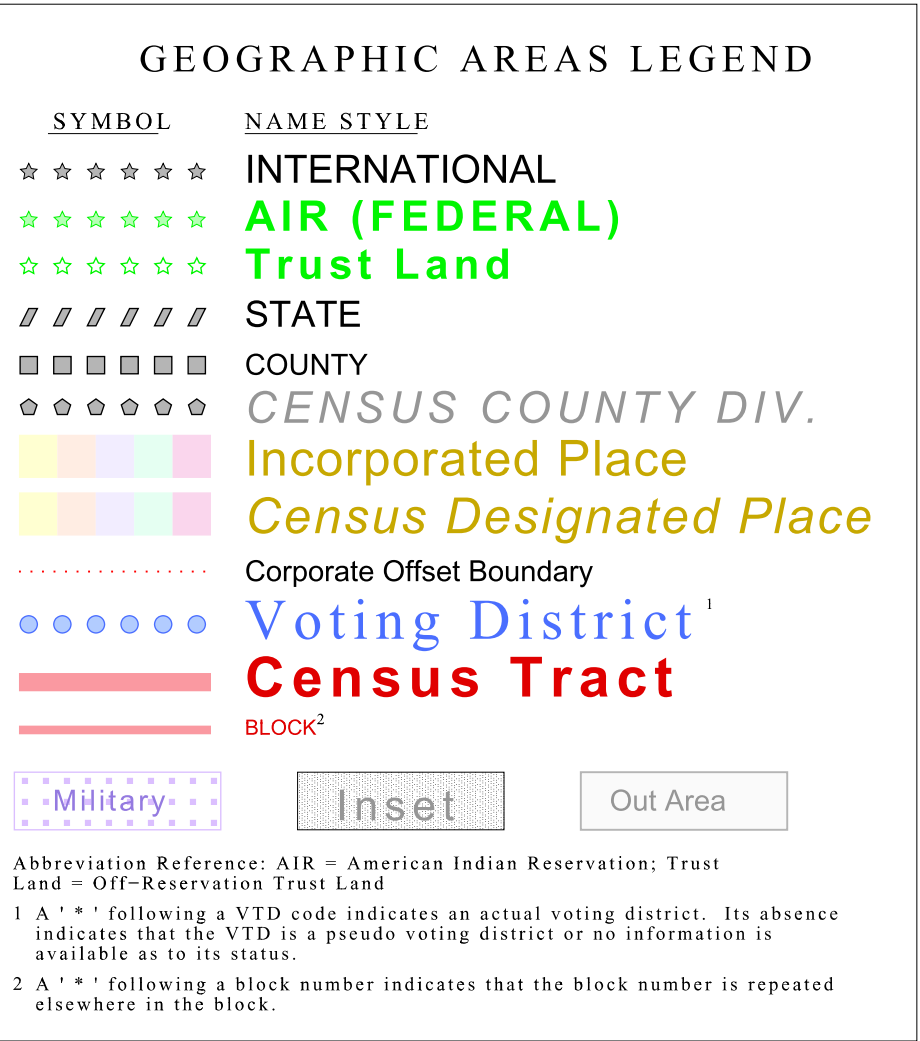 GEOGRAPHIC AREAS LEGEND
SYMBOL NAME STYLE
INTERNATIONAL
AIR (FEDERAL)
Trust Land
STATE
COUNTY
CENSUS COUNTY DIV.
Incorporated Place
Census Designated Place
Corporate Offset Boundary
Voting District 1
Census Tract
BLOCK2
Military Inset Out Area
Abbreviation Reference: AIR = American Indian Reservation; Trust
Land = Off−Reservation Trust Land
1 A ' * ' following a VTD code indicates an actual voting district. Its absence
indicates that the VTD is a pseudo voting district or no information is
available as to its status.
2 A ' * ' following a block number indicates that the block number is repeated
elsewhere in the block.